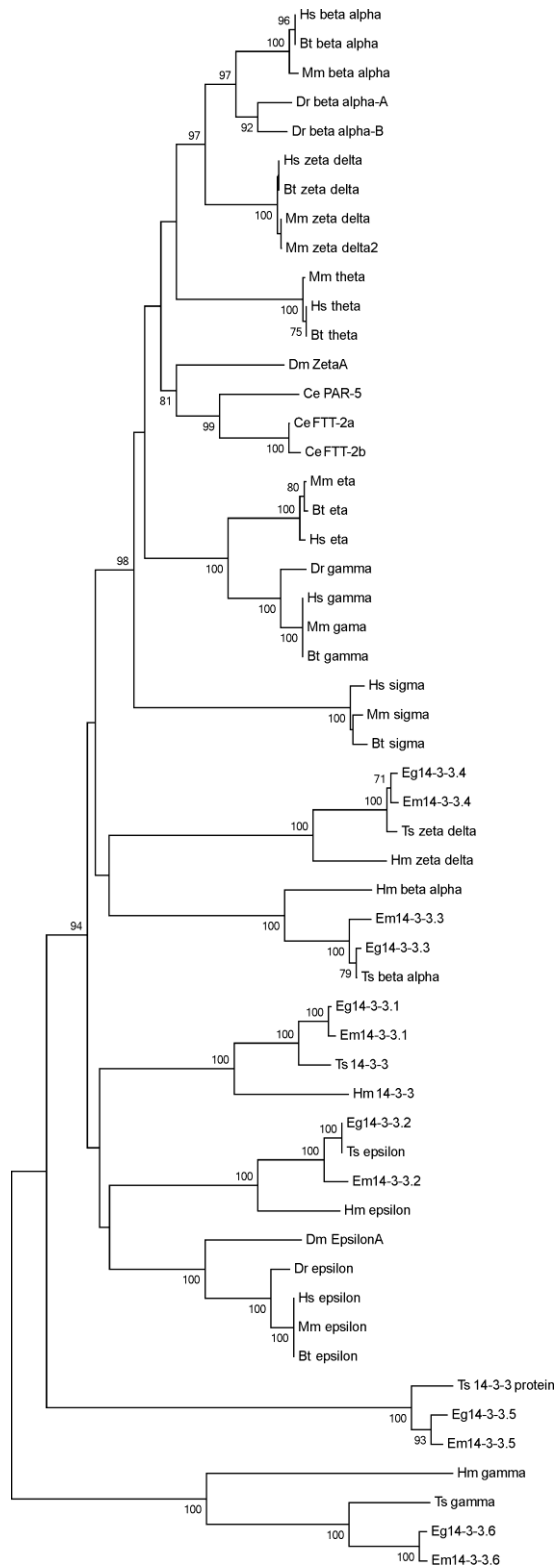 96
Hs beta alpha
100
Bt beta alpha
Mm beta alpha
97
Dr beta alpha-A
92
Dr beta alpha-B
97
Hs zeta delta
Bt zeta delta
100
Mm zeta delta
Mm zeta delta2
Mm theta
100
Hs theta
75
Bt theta
Dm ZetaA
81
Ce PAR-5
99
Ce FTT-2a
100
Ce FTT-2b
80
Mm eta
100
Bt eta
Hs eta
98
100
Dr gamma
100
Hs gamma
Mm gama
100
Bt gamma
Hs sigma
100
Mm sigma
Bt sigma
71
Eg14-3-3.4
100
Em14-3-3.4
100
Ts zeta delta
Hm zeta delta
Hm beta alpha
100
Em14-3-3.3
94
100
Eg14-3-3.3
79
Ts beta alpha
100
Eg14-3-3.1
100
Em14-3-3.1
100
Ts 14-3-3
Hm 14-3-3
100
Eg14-3-3.2
100
Ts epsilon
100
Em14-3-3.2
Hm epsilon
Dm EpsilonA
100
Dr epsilon
100
Hs epsilon
Mm epsilon
100
Bt epsilon
Ts 14-3-3 protein
100
Eg14-3-3.5
93
Em14-3-3.5
Hm gamma
100
Ts gamma
100
Eg14-3-3.6
100
Em14-3-3.6